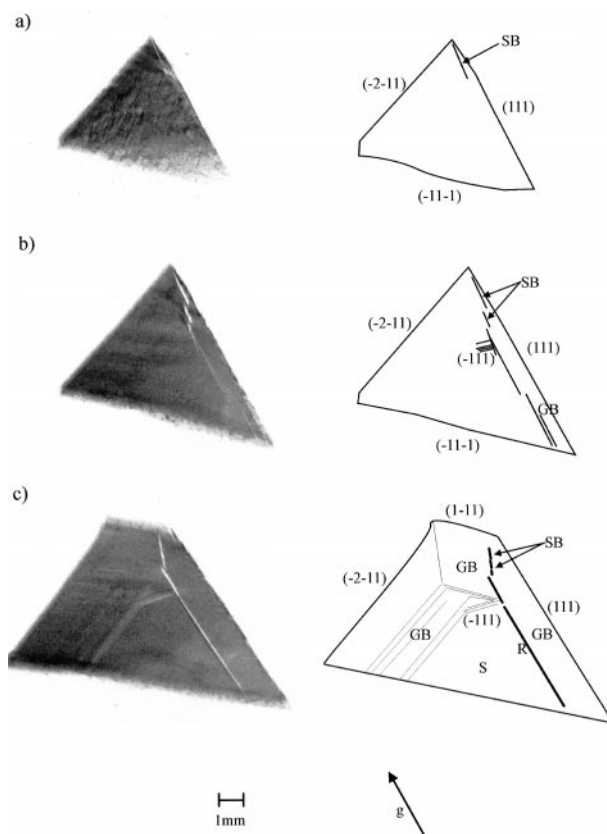 a)
SB
(-2-11)
(111)
(-11-1)
b)
SB
(-2-11)
(111)
(-111)
GB
(-11-1)
c)
(1-11)
SB
(-2-11)
GB
(111)
(-111)
GB
GB
R
S
1mm
g